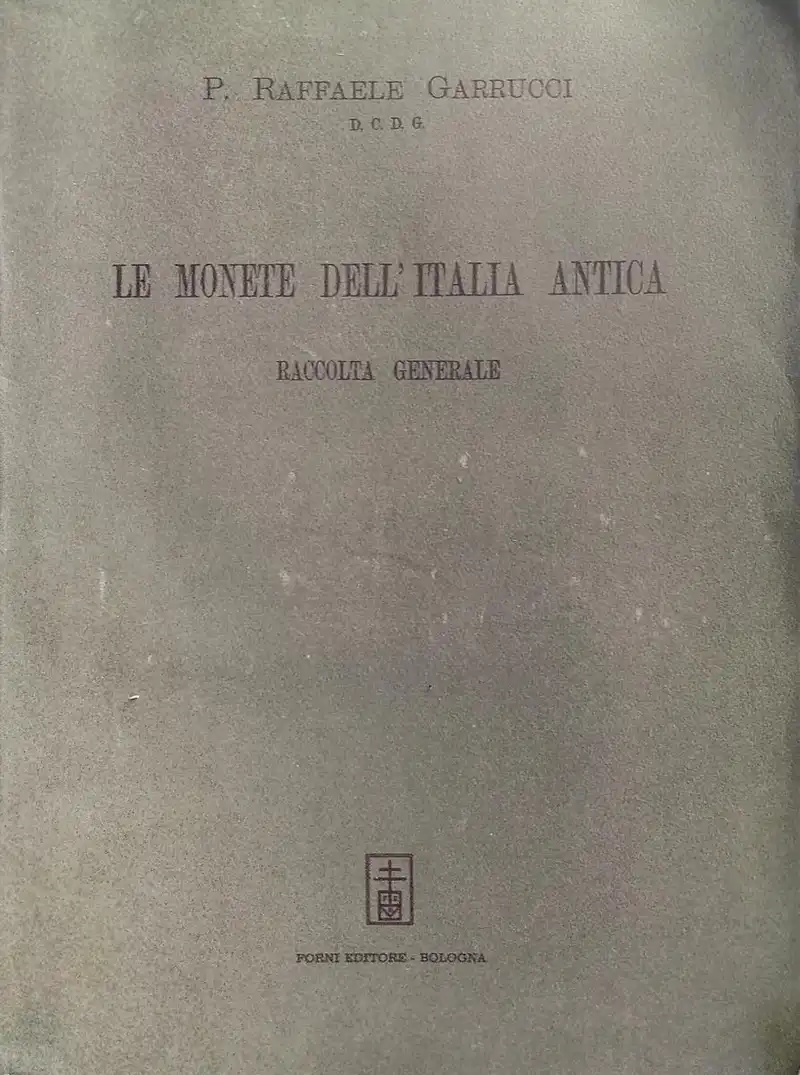 P. RAFFAELE GARRUCCI
D. C. D. G.
LE MONETE DELL'ITALIA ANTICA
RACCOLTA GENERALE
FORNI EDITORE - BOLOGNA